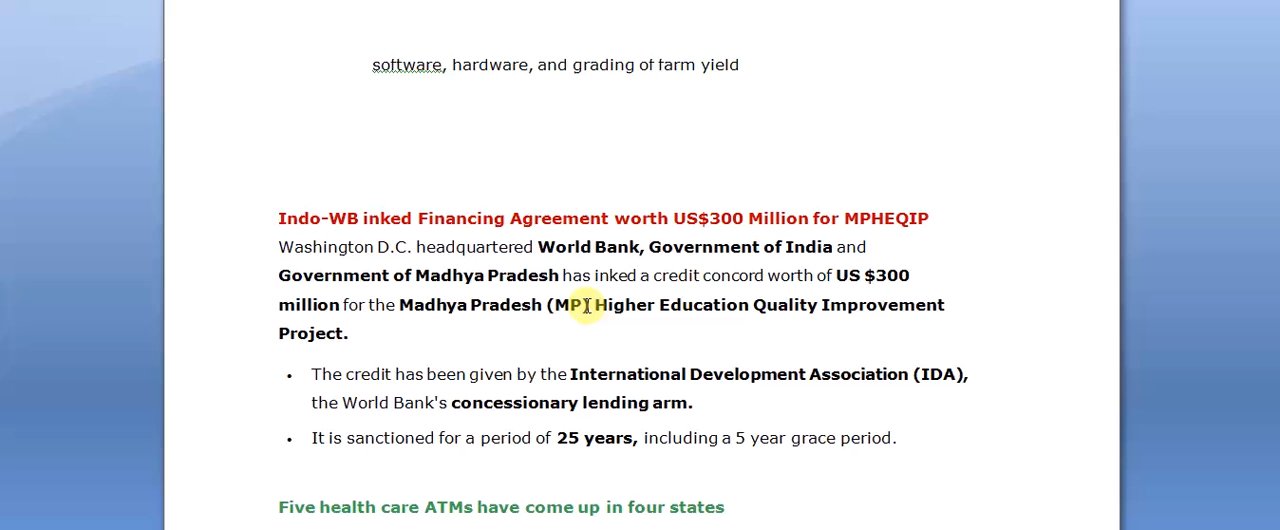 software, hardware, and grading of farm yield
Indo-WB inked Financing Agreement worth US$300 Million for MPHEQIP
Washington D.C. headquartered World Bank, Government of India and
Government of Madhya Pradesh has inked a credit concord worth of US $300
million for the Madhya Pradesh (MP) Higher Education Quality Improvement
Project.
• The credit has been given by the International Development Association (IDA),
the World Bank's concessionary lending arm.
• It is sanctioned for a period of 25 years, including a 5 year grace period.
Five health care ATMs have come up in four states